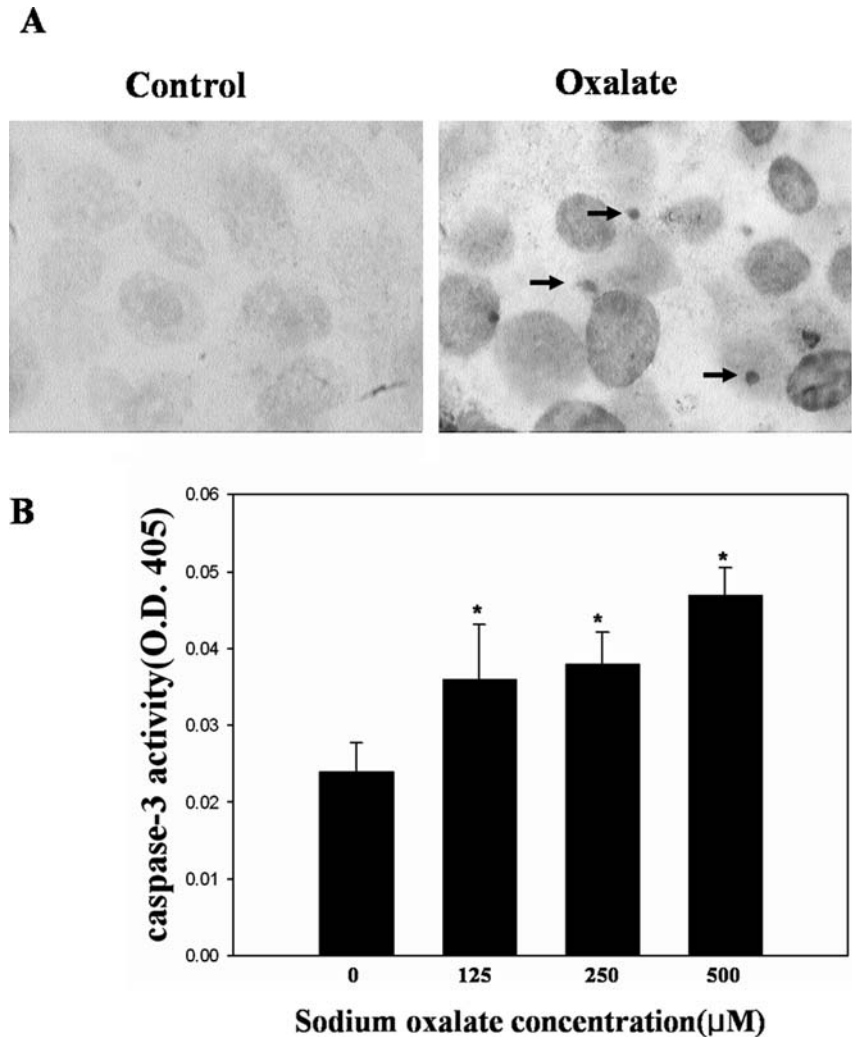 A
Control Oxalate
B
caspase-3 activity(O.D. 405)
0.06
0.05
0.04
0.03
0.02
0.01
0.00
* * *
0 125 250 500
Sodium oxalate concentration(μM)